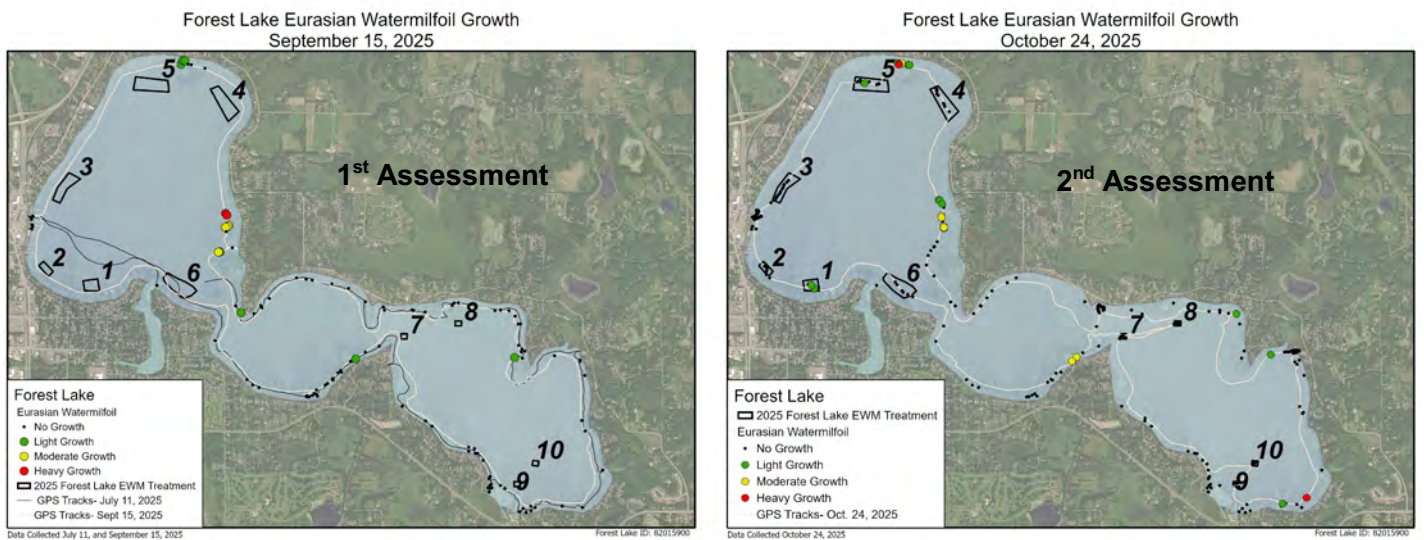 Forest Lake Eurasian Watermilfoil Growth
September 15, 2025
5
4
3
1st Assessment
2
1
6
7
8
10
9
Forest Lake
Eurasian Watermilfoil
No Growth
Light Growth
Moderate Growth
Heavy Growth
2025 Forest Lake EWM Treatment
GPS Tracks- July 11, 2025
GPS Tracks- Sept 15, 2025
Data Collected July 11, and September 15, 2025
Forest Lake ID: 82015900
Forest Lake Eurasian Watermilfoil Growth
October 24, 2025
5
4
3
2nd Assessment
2
1
6
7
8
10
9
Forest Lake
2025 Forest Lake EWM Treatment
Eurasian Watermilfoil
No Growth
Light Growth
Moderate Growth
Heavy Growth
GPS Tracks- Oct. 24, 2025
Data Collected October 24, 2025
Forest Lake ID: 82015900